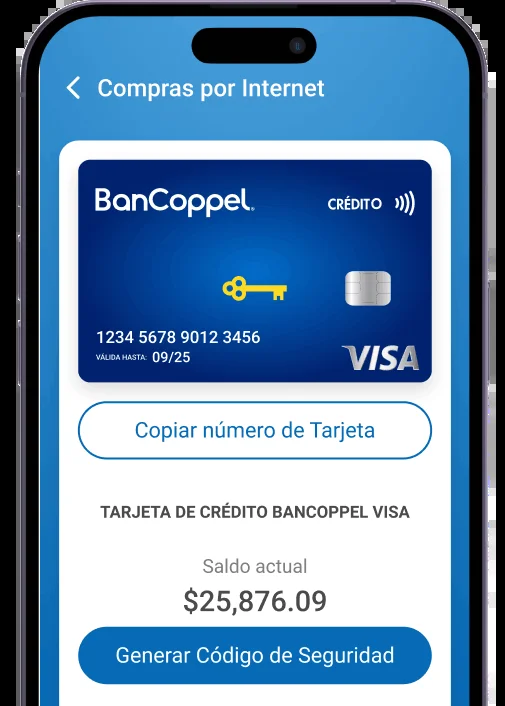 Compras por Internet
BanCoppel.
CRÉDITO
1234 5678 9012 3456
VÁLIDA HASTA: 09/25
VISA
Copiar número de Tarjeta
TARJETA DE CRÉDITO BANCOPPEL VISA
Saldo actual
$25,876.09
Generar Código de Seguridad